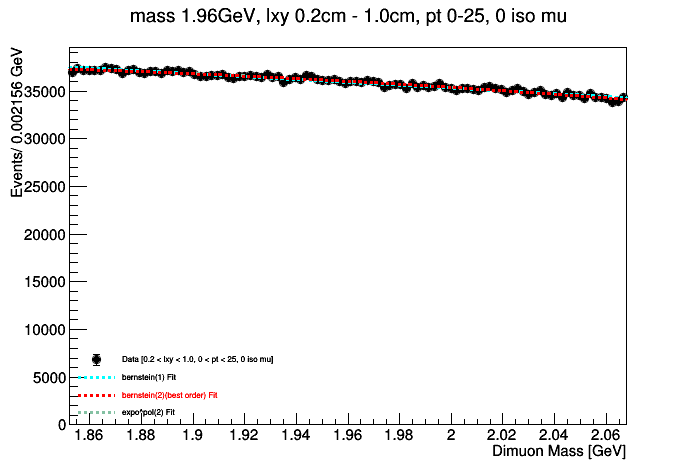 mass 1.96GeV, lxy 0.2cm - 1.0cm, pt 0-25, 0 iso mu
Events/ 0.002156 GeV
35000
30000
25000
20000
15000
10000
5000
0
Data [0.2 < lxy < 1.0, 0 < pt < 25, 0 iso mu]
bernstein(1) Fit
bernstein(2)(best order) Fit
expo*pol(2) Fit
1.86 1.88 1.9 1.92 1.94 1.96 1.98 2 2.02 2.04 2.06
Dimuon Mass [GeV]